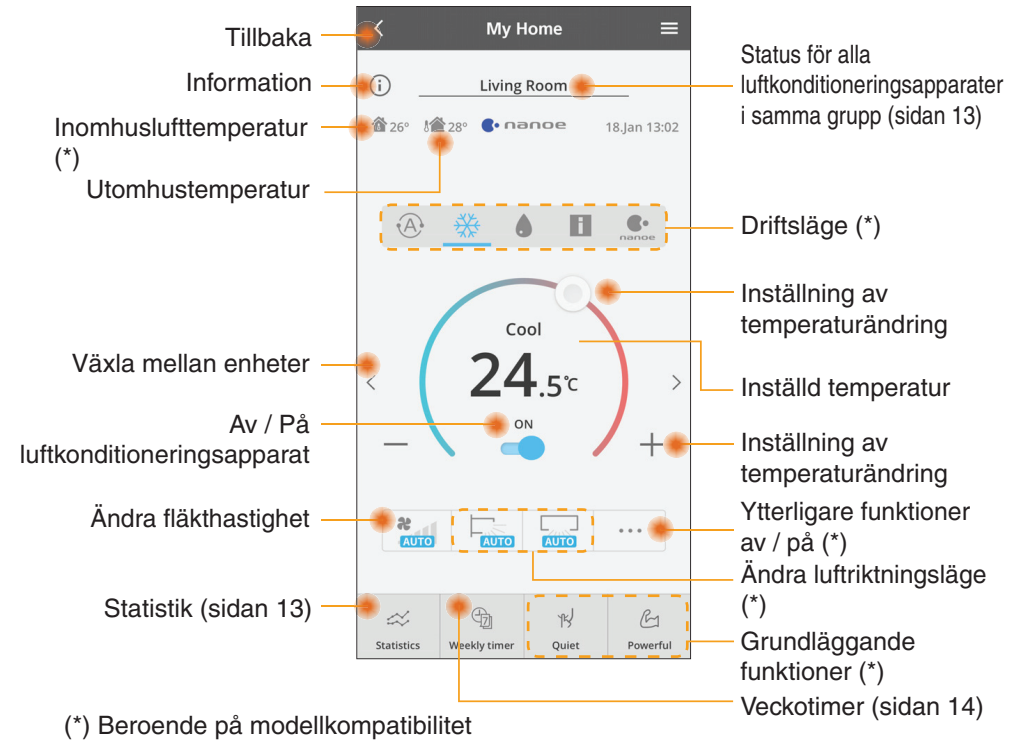 Tillbaka
Information
Inomhuslufttemperatur
(*)
Utomhustemperatur
Växla mellan enheter
Av / På
luftkonditioneringsapparat
Ändra fläkthastighet
Statistik (sidan 13)
My Home
Living Room
26°
28°
nanoe
18.Jan 13:02
A
nanoe
Cool
24.5°C
ON
AUTO
AUTO
AUTO
7
Statistics
Weekly timer
Quiet
Powerful
Status för alla
luftkonditioneringsapparater
i samma grupp (sidan 13)
Driftsläge (*)
Inställning av
temperaturändring
Inställd temperatur
Inställning av
temperaturändring
Ytterligare funktioner
av / på (*)
Ändra luftriktningsläge
(*)
Grundläggande
funktioner (*)
Veckotimer (sidan 14)
(*) Beroende på modellkompatibilitet